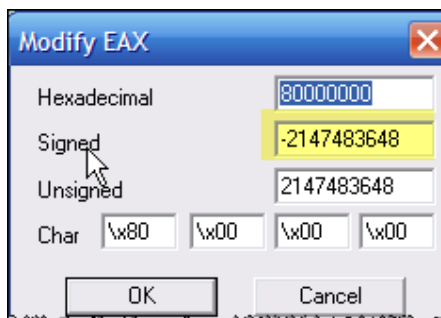 Modify EAX
Hexadecimal 80000000
Signed -2147483648
Unsigned 2147483648
Char \x80 \x00 \x00 \x00
OK Cancel